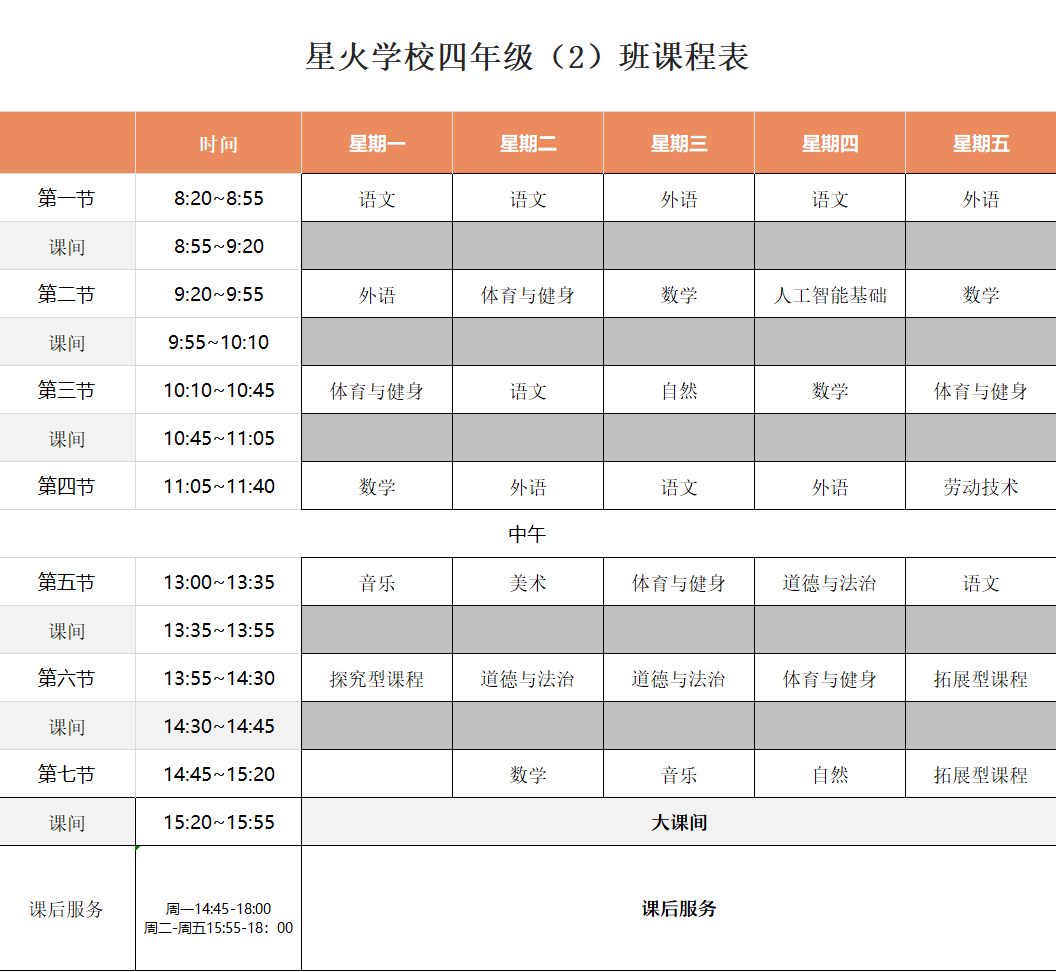 星火学校四年级（2）班课程表
时间 星期一 星期二 星期三 星期四 星期五
第一节 8:20~8:55 语文 语文 外语 语文 外语
课间 8:55~9:20
第二节 9:20~9:55 外语 体育与健身 数学 人工智能基础 数学
课间 9:55~10:10
第三节 10:10~10:45 体育与健身 语文 自然 数学 体育与健身
课间 10:45~11:05
第四节 11:05~11:40 数学 外语 语文 外语 劳动技术
中午
第五节 13:00~13:35 音乐 美术 体育与健身 道德与法治 语文
课间 13:35~13:55
第六节 13:55~14:30 探究型课程 道德与法治 道德与法治 体育与健身 拓展型课程
课间 14:30~14:45
第七节 14:45~15:20 数学 音乐 自然 拓展型课程
课间 15:20~15:55 大课间
课后服务 周一14:45-18:00 课后服务
周二-周五15:55-18：00